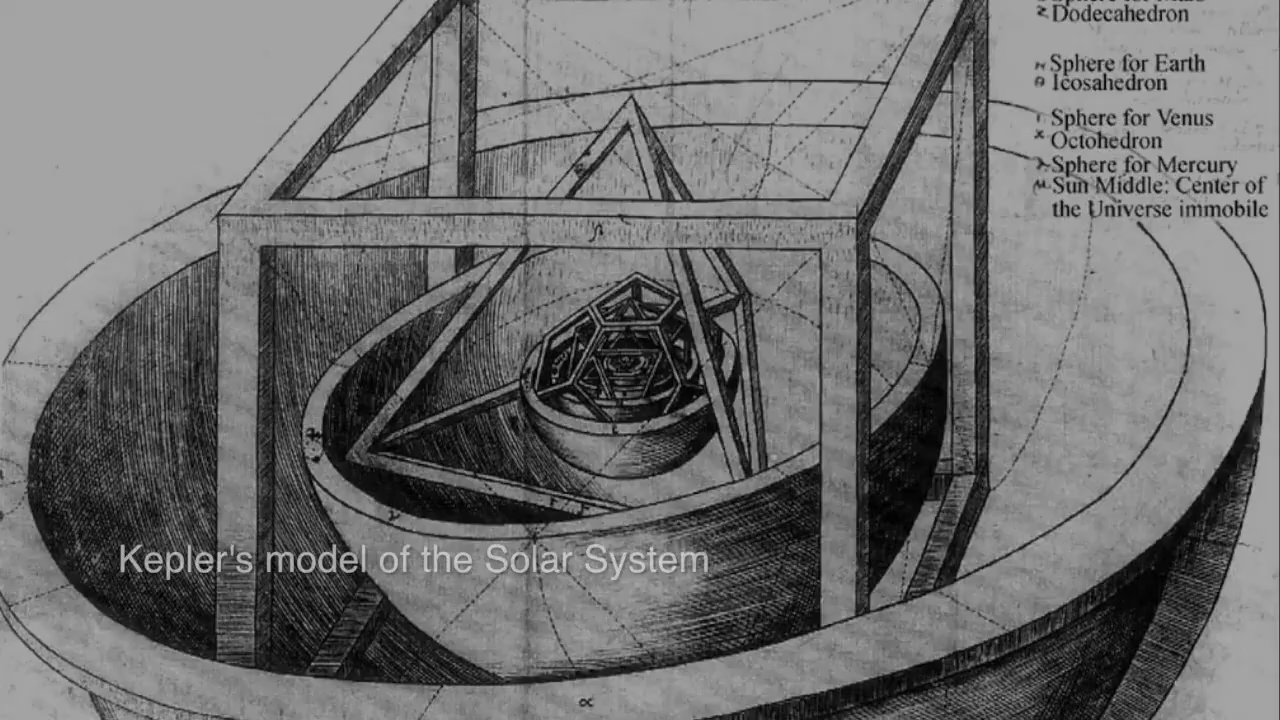 Dodecahedron
Sphere for Earth
Icosahedron
Sphere for Venus
Octohedron
Sphere for Mercury
Sun Middle: Center of
the Universe immobile
Kepler's model of the Solar System
α